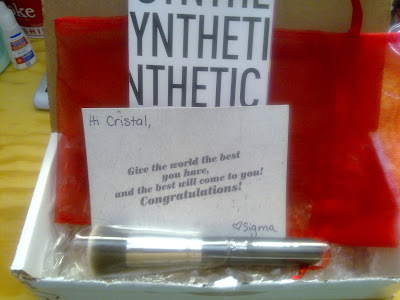 YNTHETI
NTHETIC
Hi Cristal,
Give the world the best
you have,
and the best will come to you!
Congratulations!
♡Sigma